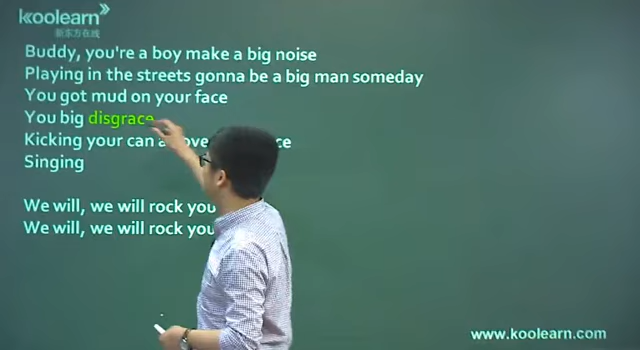 koolearn
新东方在线
Buddy, you're a boy make a big noise
Playing in the streets gonna be a big man someday
You got mud on your face
You big disgrace
Kicking your can a ove ce
Singing
We will, we will rock you
We will, we will rock you
www.koolearn.com